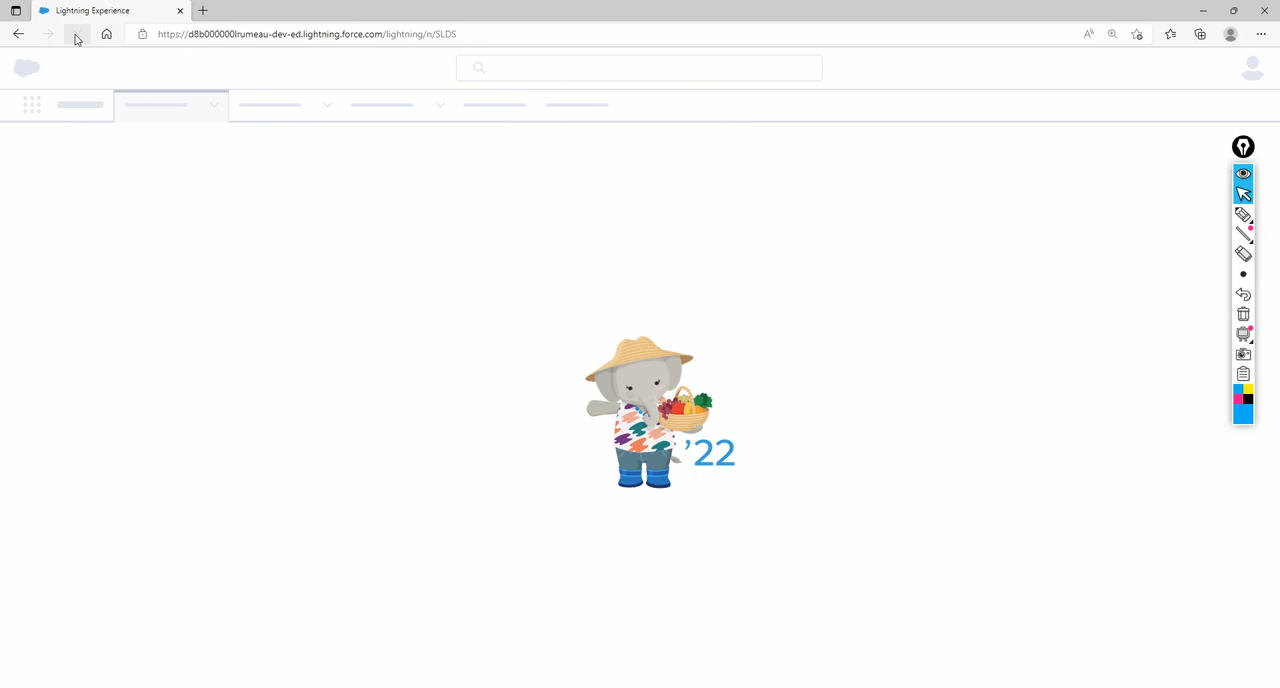 Lightning Experience
https://d8b000000lrumeau-dev-ed.lightning.force.com/lightning/n/SLDS
'22